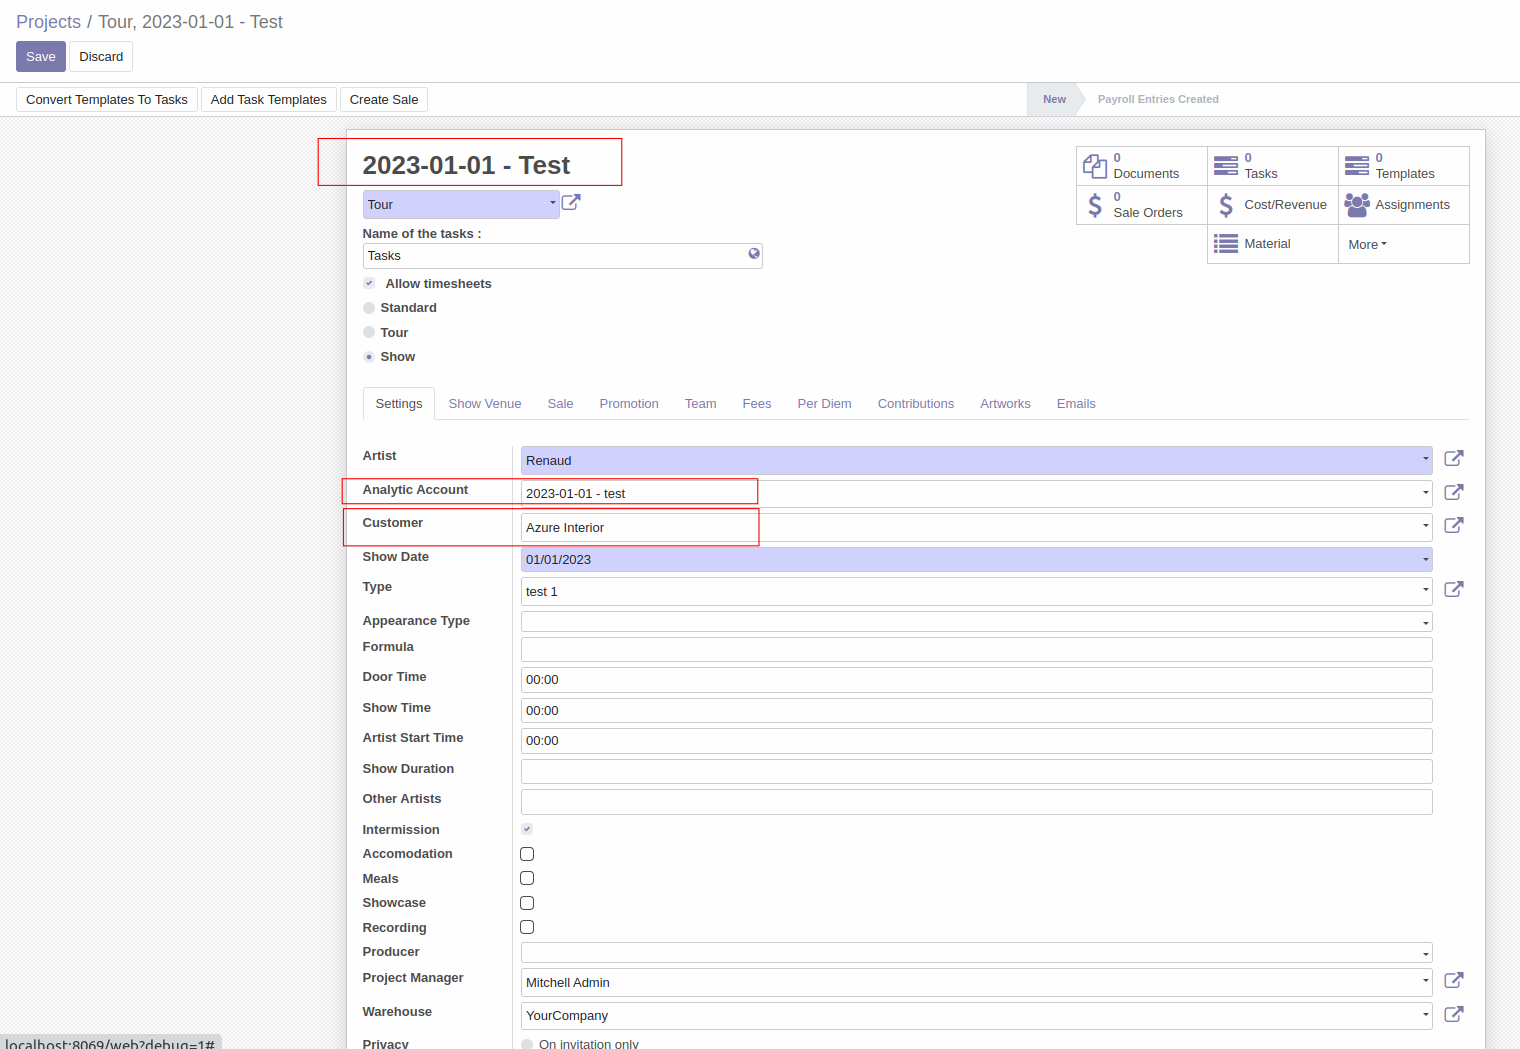 Projects / Tour, 2023-01-01 - Test
Save Discard
Convert Templates To Tasks Add Task Templates Create Sale New Payroll Entries Created
2023-01-01 - Test
0
Documents
0
Tasks
0
Templates
0
Sale Orders
Cost/Revenue
Assignments
Material
More
Tour
Name of the tasks :
Tasks
Allow timesheets
Standard
Tour
Show
Settings Show Venue Sale Promotion Team Fees Per Diem Contributions Artworks Emails
Artist Renaud
Analytic Account 2023-01-01 - test
Customer Azure Interior
Show Date 01/01/2023
Type test 1
Appearance Type
Formula
Door Time 00:00
Show Time 00:00
Artist Start Time 00:00
Show Duration
Other Artists
Intermission
Accomodation
Meals
Showcase
Recording
Producer
Project Manager Mitchell Admin
Warehouse YourCompany
Privacy On invitation only
localhost:8069/web?debug=1#